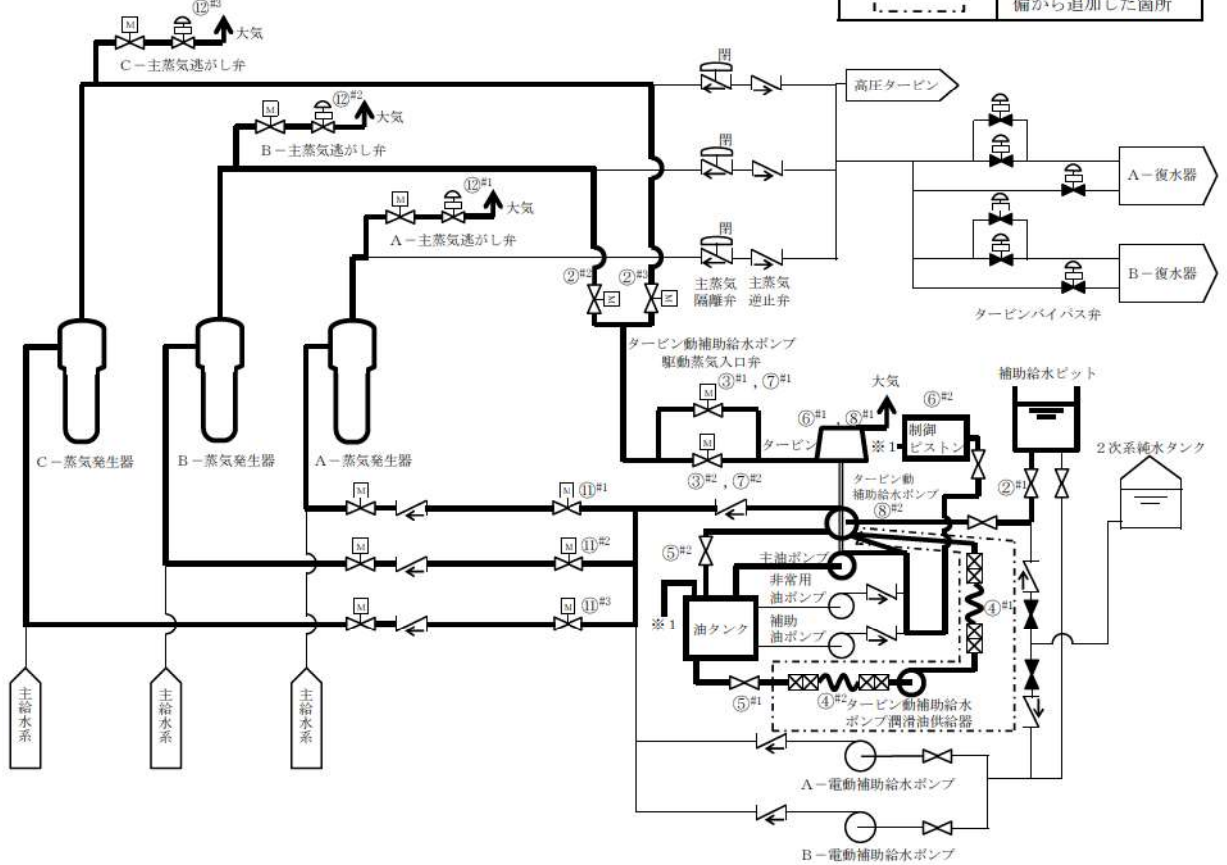 備から追加した箇所
⑫#3
M
大気
C－主蒸気逃がし弁
⑫#2
M
大気
B－主蒸気逃がし弁
⑫#1
M
大気
A－主蒸気逃がし弁
閉
閉
閉
高圧タービン
A－復水器
B－復水器
主蒸気
隔離弁
主蒸気
逆止弁
タービンバイパス弁
②#2
M
②#3
M
タービン動補助給水ポンプ
駆動蒸気入口弁
③#1 , ⑦#1
M
M
③#2 , ⑦#2
タービン
⑥#1 , ⑧#1
大気
⑥#2
※1
制御
ピストン
補助給水ピット
2次系純水タンク
②#1
タービン動
補助給水ポンプ
⑧#2
C－蒸気発生器
B－蒸気発生器
A－蒸気発生器
M
M
⑪#1
M
M
⑪#2
M
M
⑪#3
⑤#2
主油ポンプ
非常用
油ポンプ
補助
油ポンプ
※1
油タンク
④#1
⑤#1
④#2
タービン動補助給水
ポンプ潤滑油供給器
主給水系
主給水系
主給水系
A－電動補助給水ポンプ
B－電動補助給水ポンプ